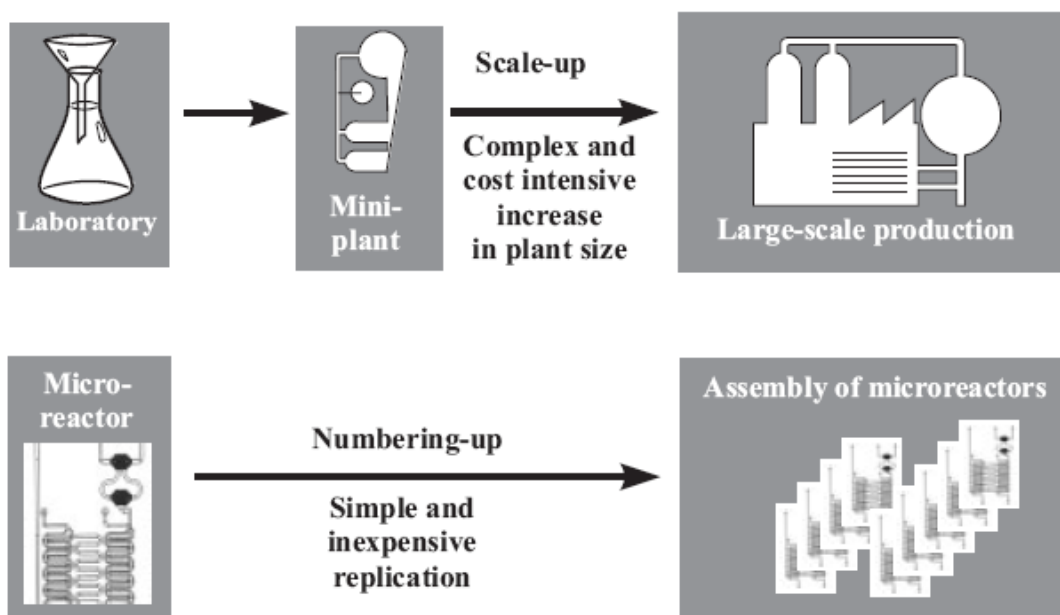 Laboratory
Mini-
plant
Scale-up
Complex and
cost intensive
increase
in plant size
Large-scale production
Micro-
reactor
Numbering-up
Simple and
inexpensive
replication
Assembly of microreactors